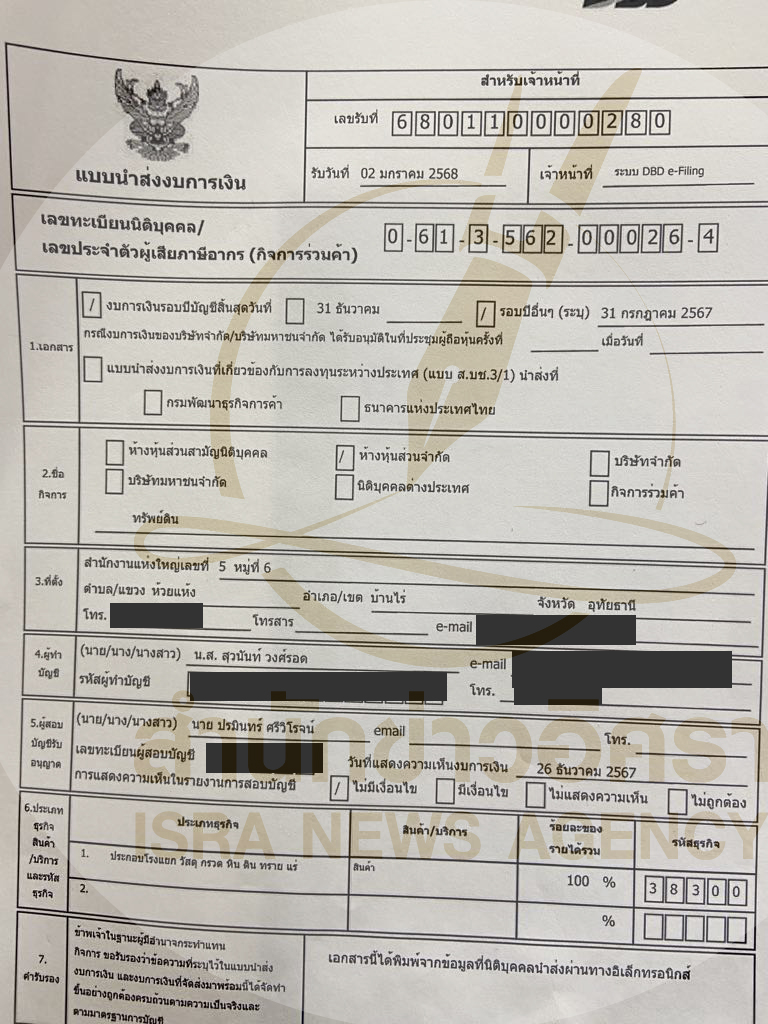 สำหรับเจ้าหน้าที่
เลขรับที่ 680110000280
แบบนำส่งงบการเงิน
รับวันที่ 02 มกราคม 2568 เจ้าหน้าที่ ระบบ DBD e-Filing
เลขทะเบียนนิติบุคคล/
เลขประจำตัวผู้เสียภาษีอากร (กิจการร่วมค้า) 0-61-3-562-00026-4
1.เอกสาร
/ งบการเงินรอบปีบัญชีสิ้นสุดวันที่ 31 ธันวาคม / รอบปีอื่นๆ (ระบุ) 31 กรกฎาคม 2567
กรณีงบการเงินของบริษัทจำกัด/บริษัทมหาชนจำกัด ได้รับอนุมัติในที่ประชุมผู้ถือหุ้นครั้งที่ เมื่อวันที่
แบบนำส่งงบการเงินที่เกี่ยวข้องกับการลงทุนระหว่างประเทศ (แบบ ส.บช.3/1) นำส่งที่
กรมพัฒนาธุรกิจการค้า ธนาคารแห่งประเทศไทย
2.ชื่อกิจการ
ห้างหุ้นส่วนสามัญนิติบุคคล / ห้างหุ้นส่วนจำกัด บริษัทจำกัด
บริษัทมหาชนจำกัด นิติบุคคลต่างประเทศ กิจการร่วมค้า
ทรัพย์ดิน
3.ที่ตั้ง
สำนักงานแห่งใหญ่เลขที่ 5 หมู่ที่ 6
ตำบล/แขวง ห้วยแห้ง อำเภอ/เขต บ้านไร่ จังหวัด อุทัยธานี
โทร. โทรสาร e-mail
4.ผู้ทำบัญชี
(นาย/นาง/นางสาว) น.ส. สุวนันท์ วงศ์รอด e-mail
รหัสผู้ทำบัญชี โทร.
5.ผู้สอบบัญชีรับอนุญาต
(นาย/นาง/นางสาว) นาย ปรมินทร์ ศรีวิโรจน์ email โทร.
เลขทะเบียนผู้สอบบัญชี วันที่แสดงความเห็นงบการเงิน 26 ธันวาคม 2567
การแสดงความเห็นในรายงานการสอบบัญชี / ไม่มีเงื่อนไข มีเงื่อนไข ไม่แสดงความเห็น ไม่ถูกต้อง
สำนักข่าวอิศรา
ISRA NEWS AGENCY
6.ประเภทธุรกิจ สินค้า/บริการ และรหัสธุรกิจ
ประเภทธุรกิจ สินค้า/บริการ ร้อยละของรายได้รวม รหัสธุรกิจ
1. ประกอบโรงแยก วัสดุ กรวด หิน ดิน ทราย แร่ สินค้า 100 % 38300
2. %
7.คำรับรอง
ข้าพเจ้าในฐานะผู้มีอำนาจกระทำแทน
กิจการ ขอรับรองว่าข้อความที่ระบุไว้ในแบบนำส่ง
งบการเงิน และงบการเงินที่จัดส่งมาพร้อมนี้ได้จัดทำ
ขึ้นอย่างถูกต้องครบถ้วนตามความเป็นจริงและ
ตามมาตรฐานการบัญชี
เอกสารนี้ได้พิมพ์จากข้อมูลที่นิติบุคคลนำส่งผ่านทางอิเล็กทรอนิกส์